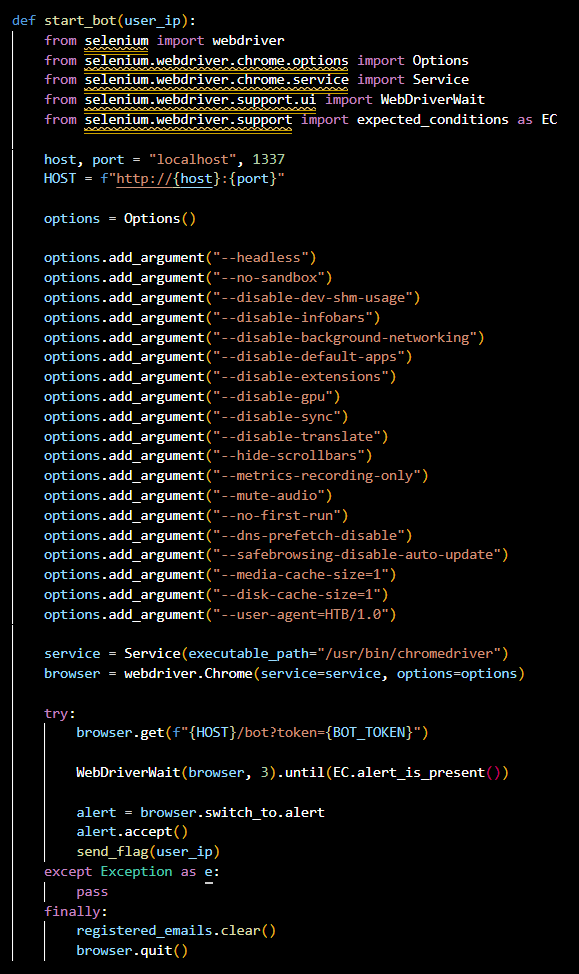 def start_bot(user_ip):
    from selenium import webdriver
    from selenium.webdriver.chrome.options import Options
    from selenium.webdriver.chrome.service import Service
    from selenium.webdriver.support.ui import WebDriverWait
    from selenium.webdriver.support import expected_conditions as EC

    host, port = "localhost", 1337
    HOST = f"http://{host}:{port}"

    options = Options()

    options.add_argument("--headless")
    options.add_argument("--no-sandbox")
    options.add_argument("--disable-dev-shm-usage")
    options.add_argument("--disable-infobars")
    options.add_argument("--disable-background-networking")
    options.add_argument("--disable-default-apps")
    options.add_argument("--disable-extensions")
    options.add_argument("--disable-gpu")
    options.add_argument("--disable-sync")
    options.add_argument("--disable-translate")
    options.add_argument("--hide-scrollbars")
    options.add_argument("--metrics-recording-only")
    options.add_argument("--mute-audio")
    options.add_argument("--no-first-run")
    options.add_argument("--dns-prefetch-disable")
    options.add_argument("--safebrowsing-disable-auto-update")
    options.add_argument("--media-cache-size=1")
    options.add_argument("--disk-cache-size=1")
    options.add_argument("--user-agent=HTB/1.0")

    service = Service(executable_path="/usr/bin/chromedriver")
    browser = webdriver.Chrome(service=service, options=options)

    try:
        browser.get(f"{HOST}/bot?token={BOT_TOKEN}")

        WebDriverWait(browser, 3).until(EC.alert_is_present())

        alert = browser.switch_to.alert
        alert.accept()
        send_flag(user_ip)
    except Exception as e:
        pass
    finally:
        registered_emails.clear()
        browser.quit()